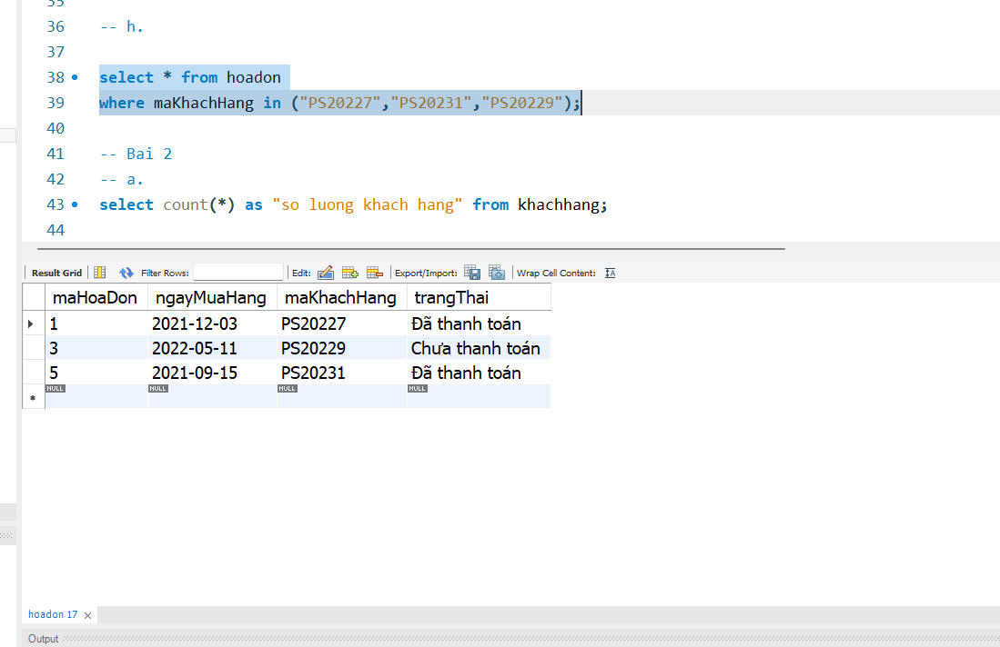 35
36 -- h.
37
38 select * from hoadon
39 where maKhachHang in ("PS20227","PS20231","PS20229");
40
41 -- Bai 2
42 -- a.
43 select count(*) as "so luong khach hang" from khachhang;
44
Result Grid Filter Rows: Edit: Export/Import: Wrap Cell Content: IA
maHoaDon ngayMuaHang maKhachHang trangThai
1 2021-12-03 PS20227 Đã thanh toán
3 2022-05-11 PS20229 Chưa thanh toán
5 2021-09-15 PS20231 Đã thanh toán
NULL NULL NULL NULL
hoadon 17
Output